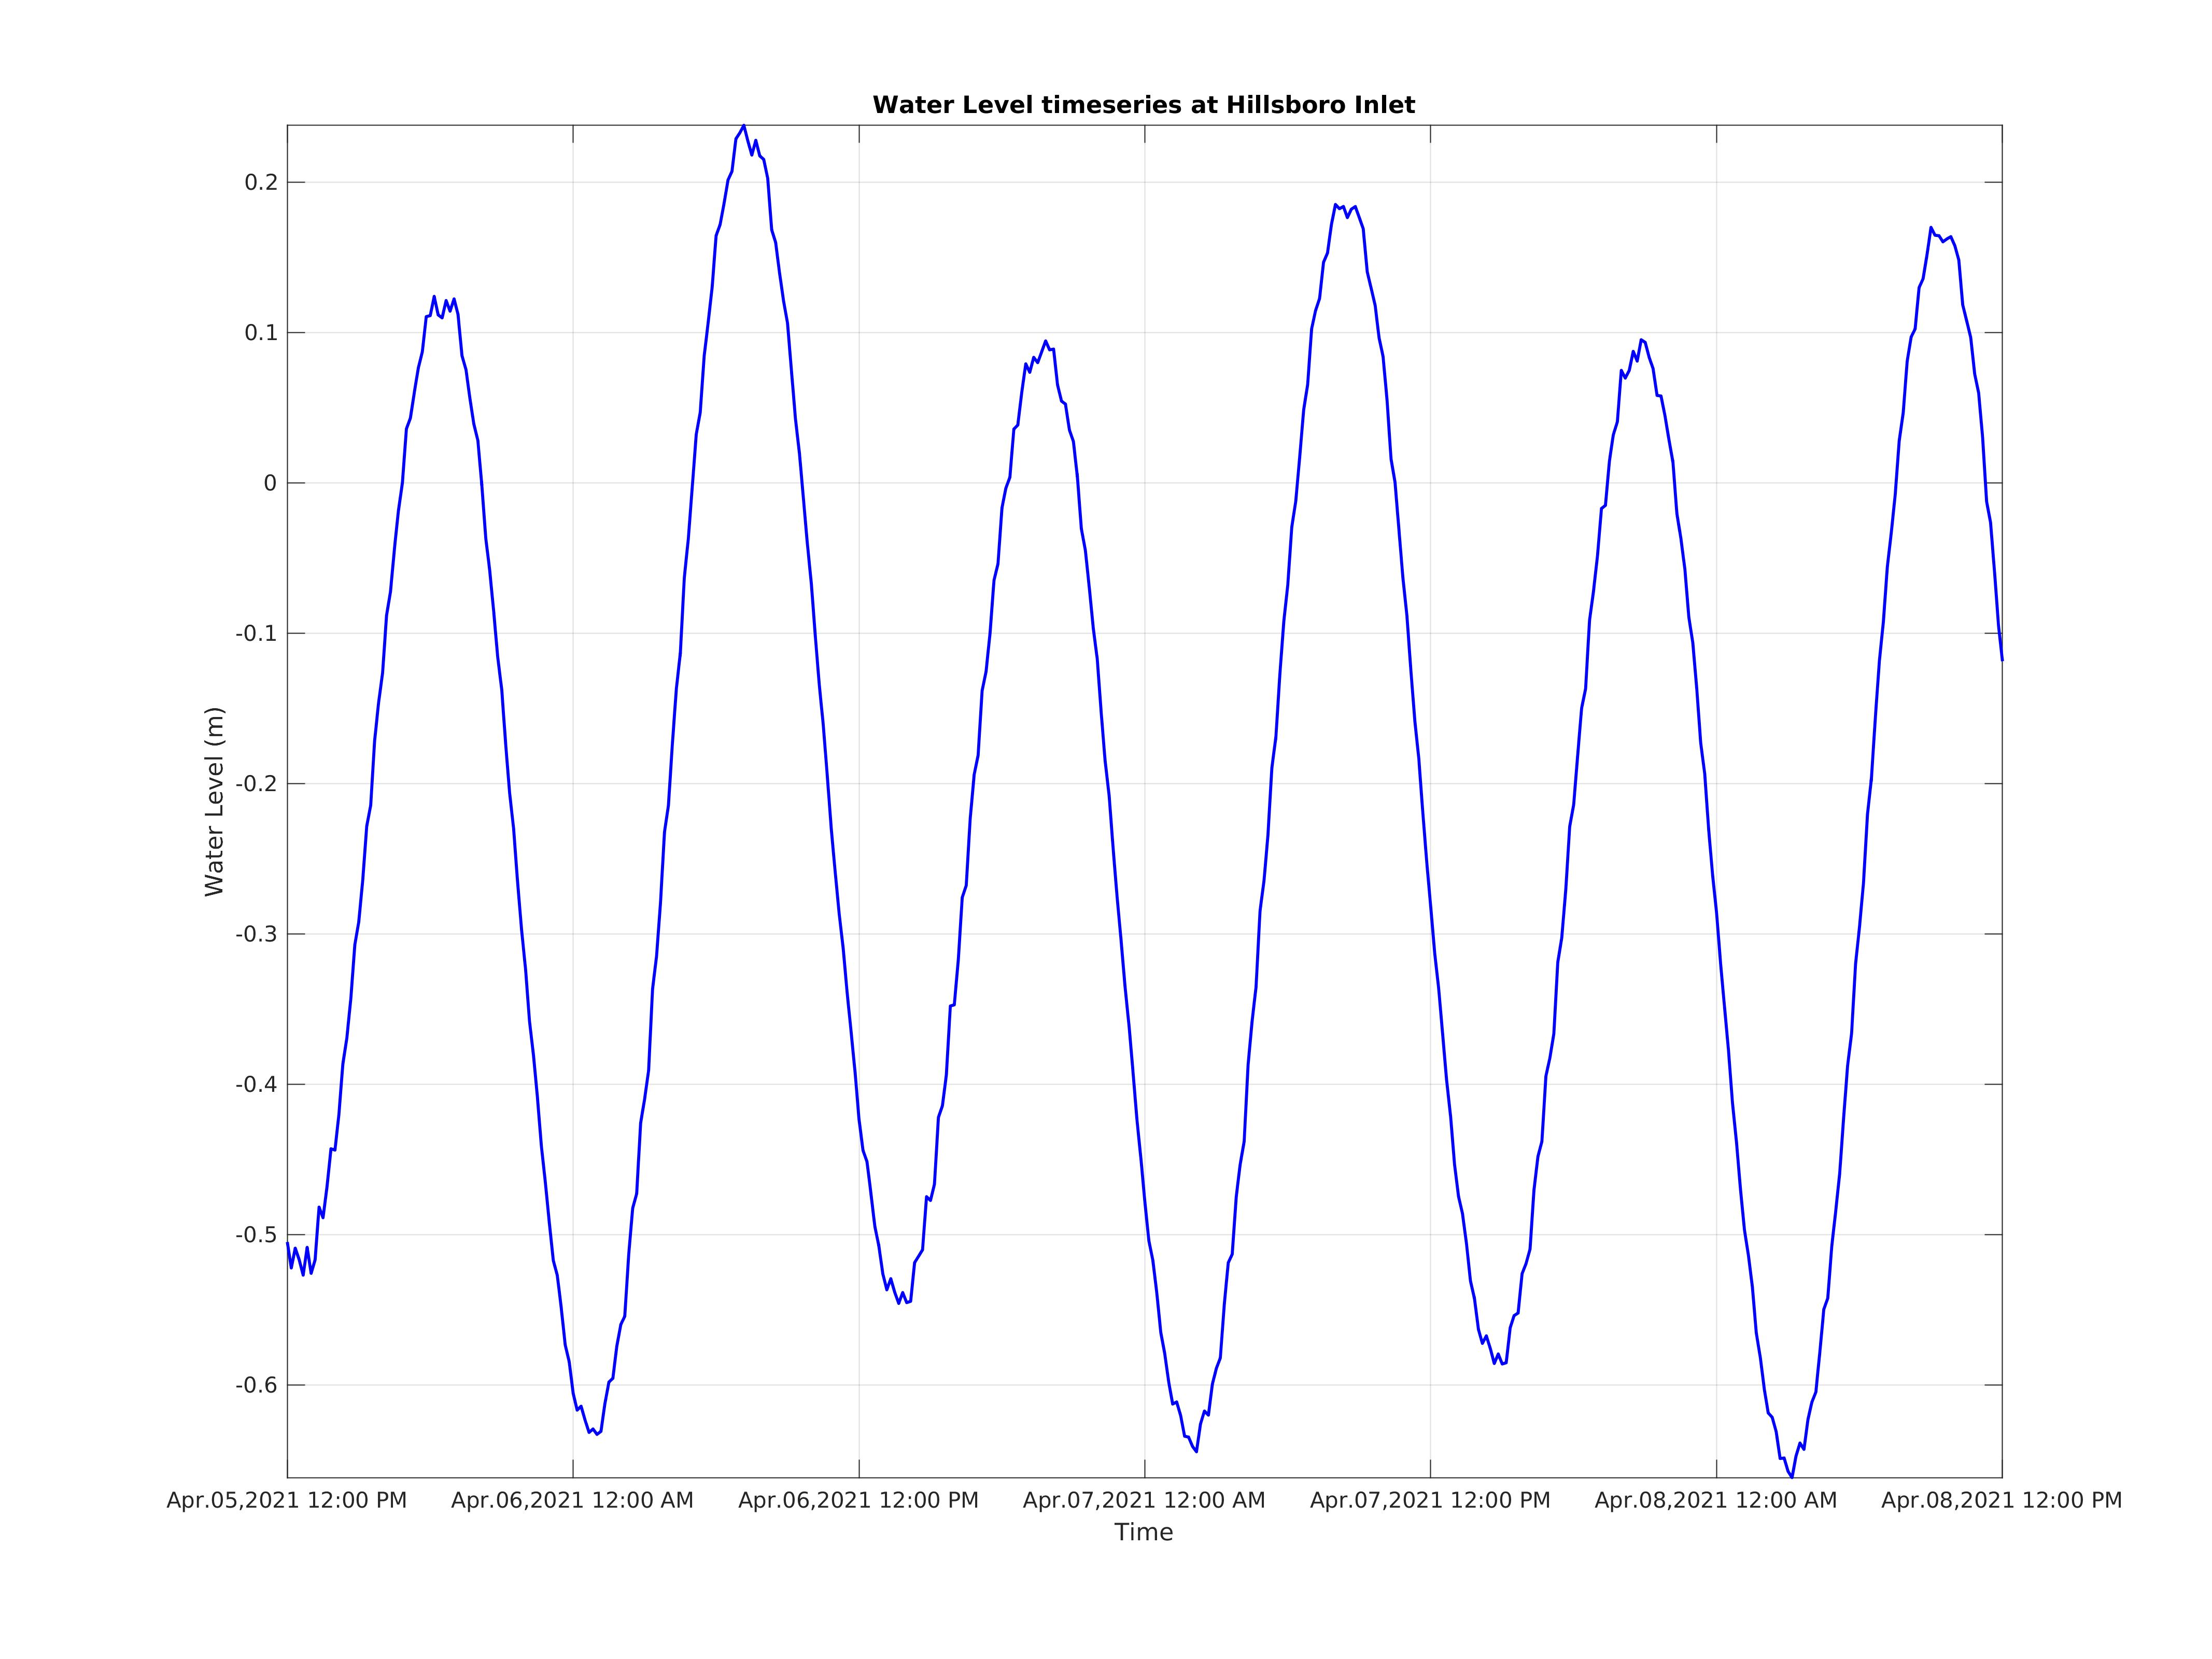 Water Level timeseries at Hillsboro Inlet
0.2
0.1
0
-0.1
-0.2
-0.3
-0.4
-0.5
-0.6
Water Level (m)
Apr.05,2021 12:00 PM Apr.06,2021 12:00 AM Apr.06,2021 12:00 PM Apr.07,2021 12:00 AM Apr.07,2021 12:00 PM Apr.08,2021 12:00 AM Apr.08,2021 12:00 PM
Time